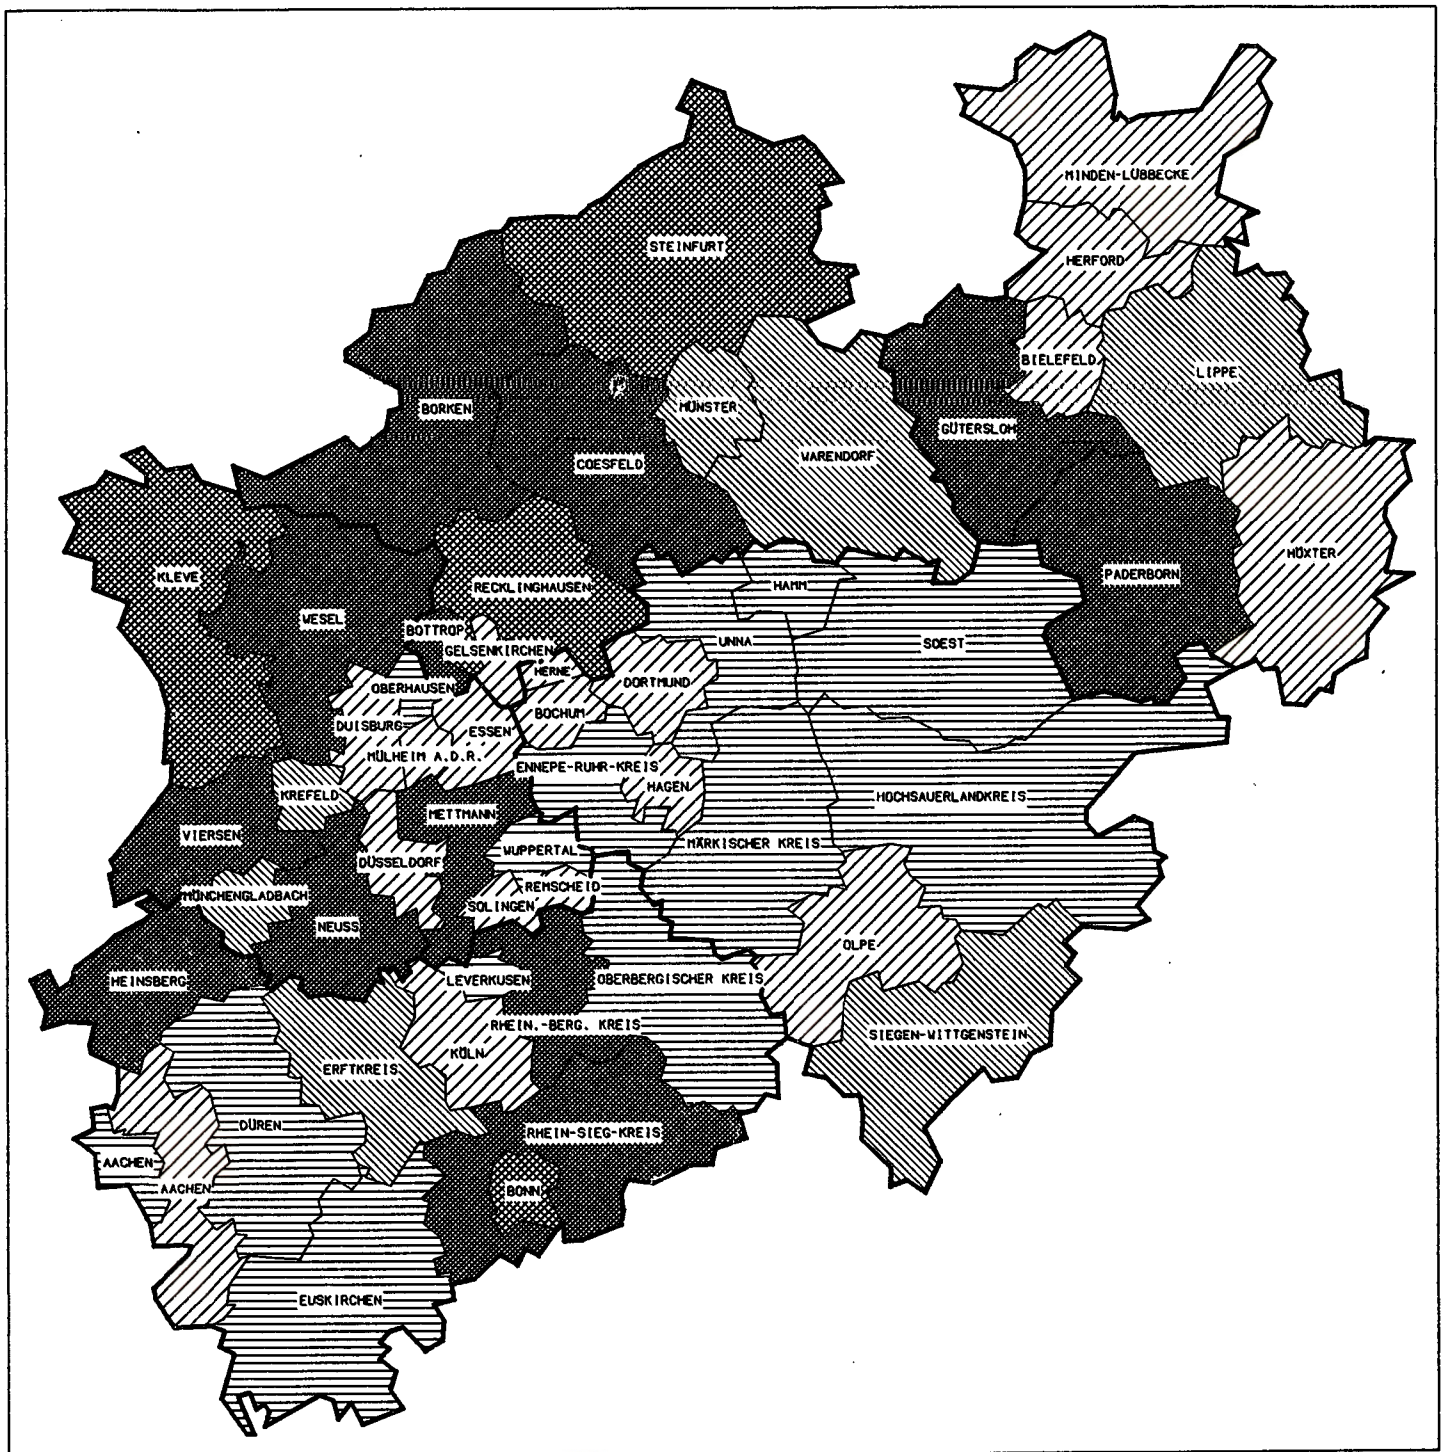 MINDEN-LÜBBECKE
STEINFURT
HERFORD
BIELEFELD
LIPPE
BORKEN
MÜNSTER
GÜTERSLOH
COESFELD
WARENDORF
HÖXTER
KLEVE
RECKLINGHAUSEN
HAMM
PADERBORN
WESEL
BOTTROP
UNNA
SOEST
GELSENKIRCHEN
HERNE
OBERHAUSEN
DORTMUND
DUISBURG
BOCHUM
ESSEN
MÜLHEIM A.D.R.
ENNEPE-RUHR-KREIS
HAGEN
KREFELD
HOCHSAUERLANDKREIS
METTMANN
VIERSEN
WUPPERTAL
MÄRKISCHER KREIS
DÜSSELDORF
REMSCHEID
MÖNCHENGLADBACH
SOLINGEN
NEUSS
OLPE
HEINSBERG
LEVERKUSEN
OBERBERGISCHER KREIS
RHEIN.-BERG. KREIS
SIEGEN-WITTGENSTEIN
KÖLN
ERFTKREIS
DÜREN
RHEIN-SIEG-KREIS
AACHEN
AACHEN
BONN
EUSKIRCHEN